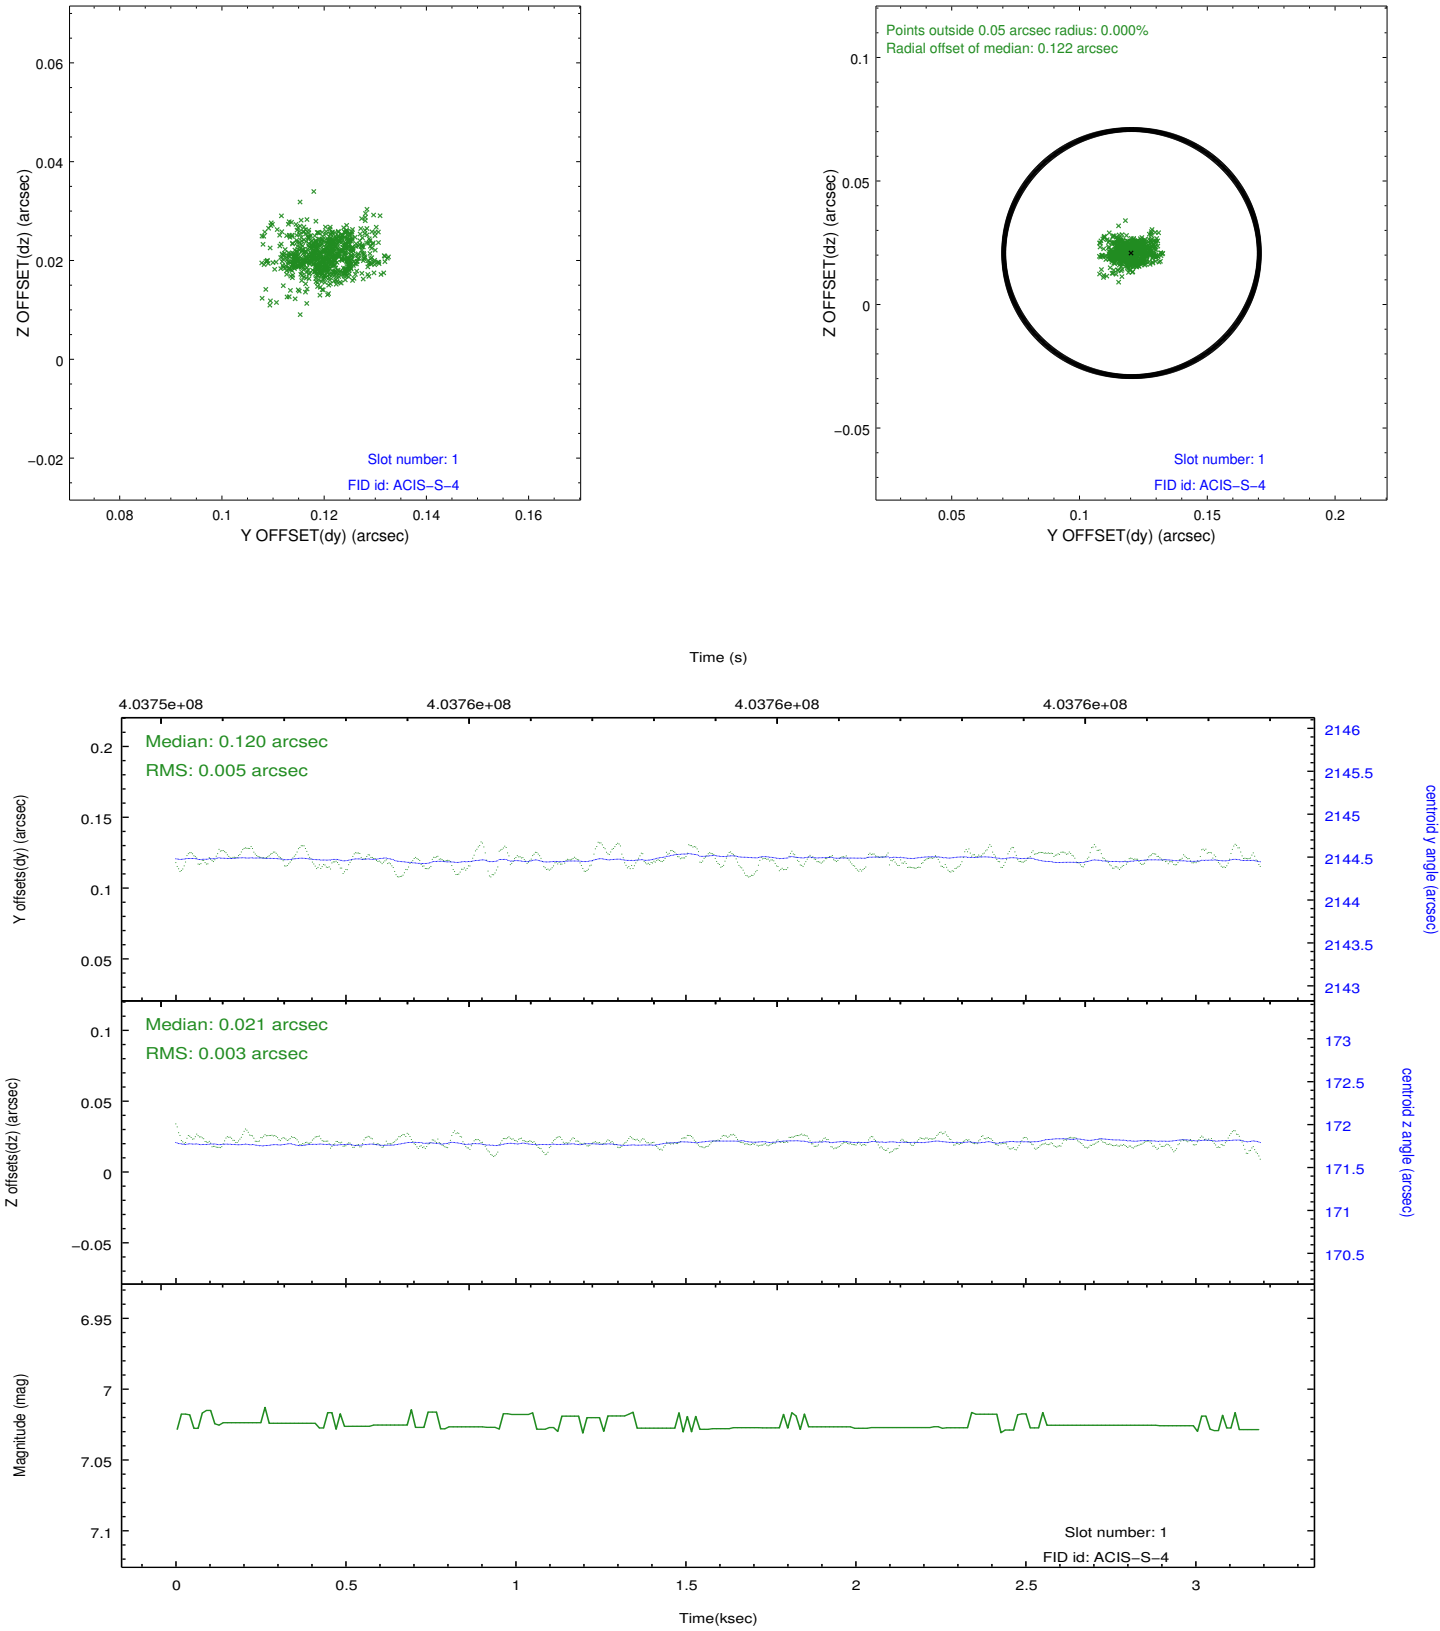 0.06
0.04
0.02
0
−0.02
Z OFFSET(dz) (arcsec)
Slot number: 1
FID id: ACIS−S−4
0.08
0.1
0.12
0.14
0.16
Y OFFSET(dy) (arcsec)
Points outside 0.05 arcsec radius: 0.000%
Radial offset of median: 0.122 arcsec
0.1
0.05
0
−0.05
Z OFFSET(dz) (arcsec)
Slot number: 1
FID id: ACIS−S−4
0.05
0.1
0.15
0.2
Y OFFSET(dy) (arcsec)
Time (s)
4.0375e+08
4.0376e+08
4.0376e+08
4.0376e+08
Median: 0.120 arcsec
RMS: 0.005 arcsec
0.2
0.15
0.1
0.05
Y offsets(dy) (arcsec)
2146
2145.5
2145
2144.5
2144
2143.5
2143
centroid y angle (arcsec)
Median: 0.021 arcsec
RMS: 0.003 arcsec
0.1
0.05
0
−0.05
Z offsets(dz) (arcsec)
173
172.5
172
171.5
171
170.5
centroid z angle (arcsec)
6.95
7
7.05
7.1
Magnitude (mag)
Slot number: 1
FID id: ACIS−S−4
0
0.5
1
1.5
2
2.5
3
Time(ksec)